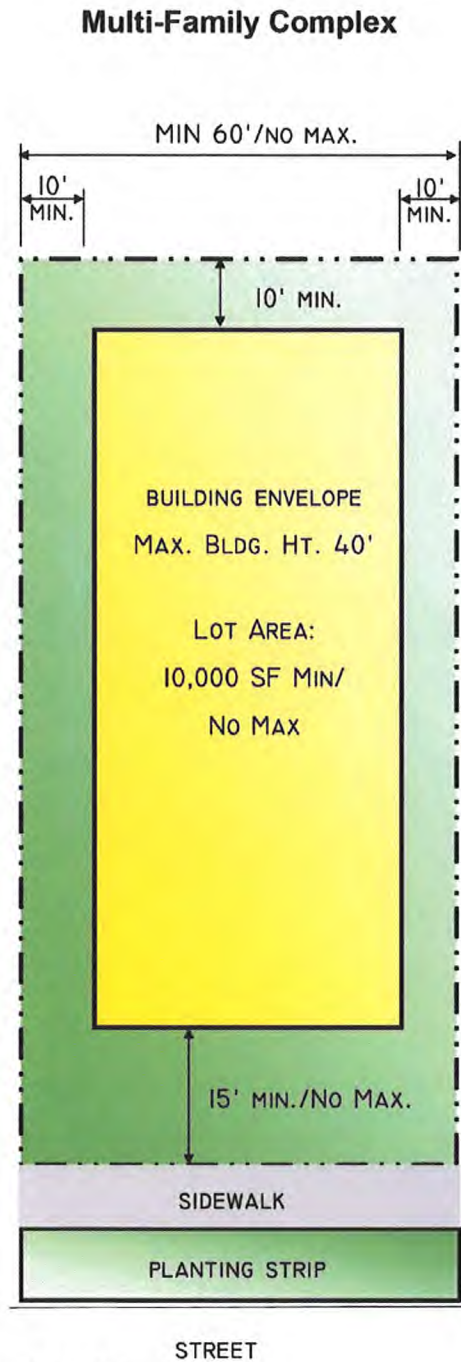 Multi-Family Complex
MIN 60'/NO MAX.
10'
MIN.
10'
MIN.
10' MIN.
BUILDING ENVELOPE
MAX. BLDG. HT. 40'
LOT AREA:
10,000 SF MIN/
NO MAX
15' MIN./NO MAX.
SIDEWALK
PLANTING STRIP
STREET